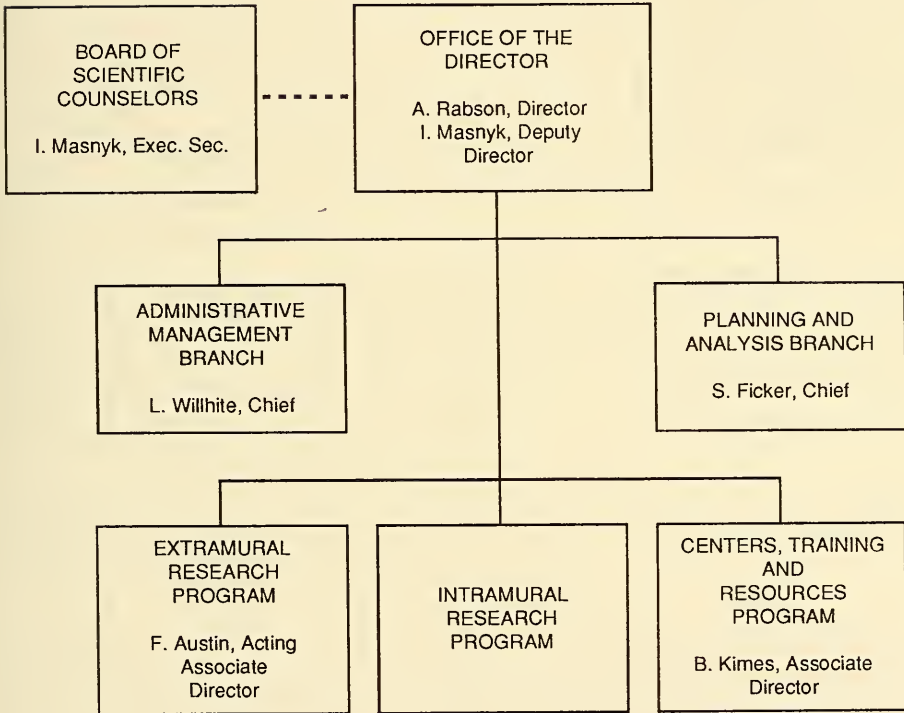 BOARD OF
SCIENTIFIC
COUNSELORS
I. Masnyk, Exec. Sec.
OFFICE OF THE
DIRECTOR
A. Rabson, Director
I. Masnyk, Deputy
Director
ADMINISTRATIVE
MANAGEMENT
BRANCH
L. Willhite, Chief
PLANNING AND
ANALYSIS BRANCH
S. Ficker, Chief
EXTRAMURAL
RESEARCH
PROGRAM
F. Austin, Acting
Associate
Director
INTRAMURAL
RESEARCH
PROGRAM
CENTERS, TRAINING
AND
RESOURCES
PROGRAM
B. Kimes, Associate
Director